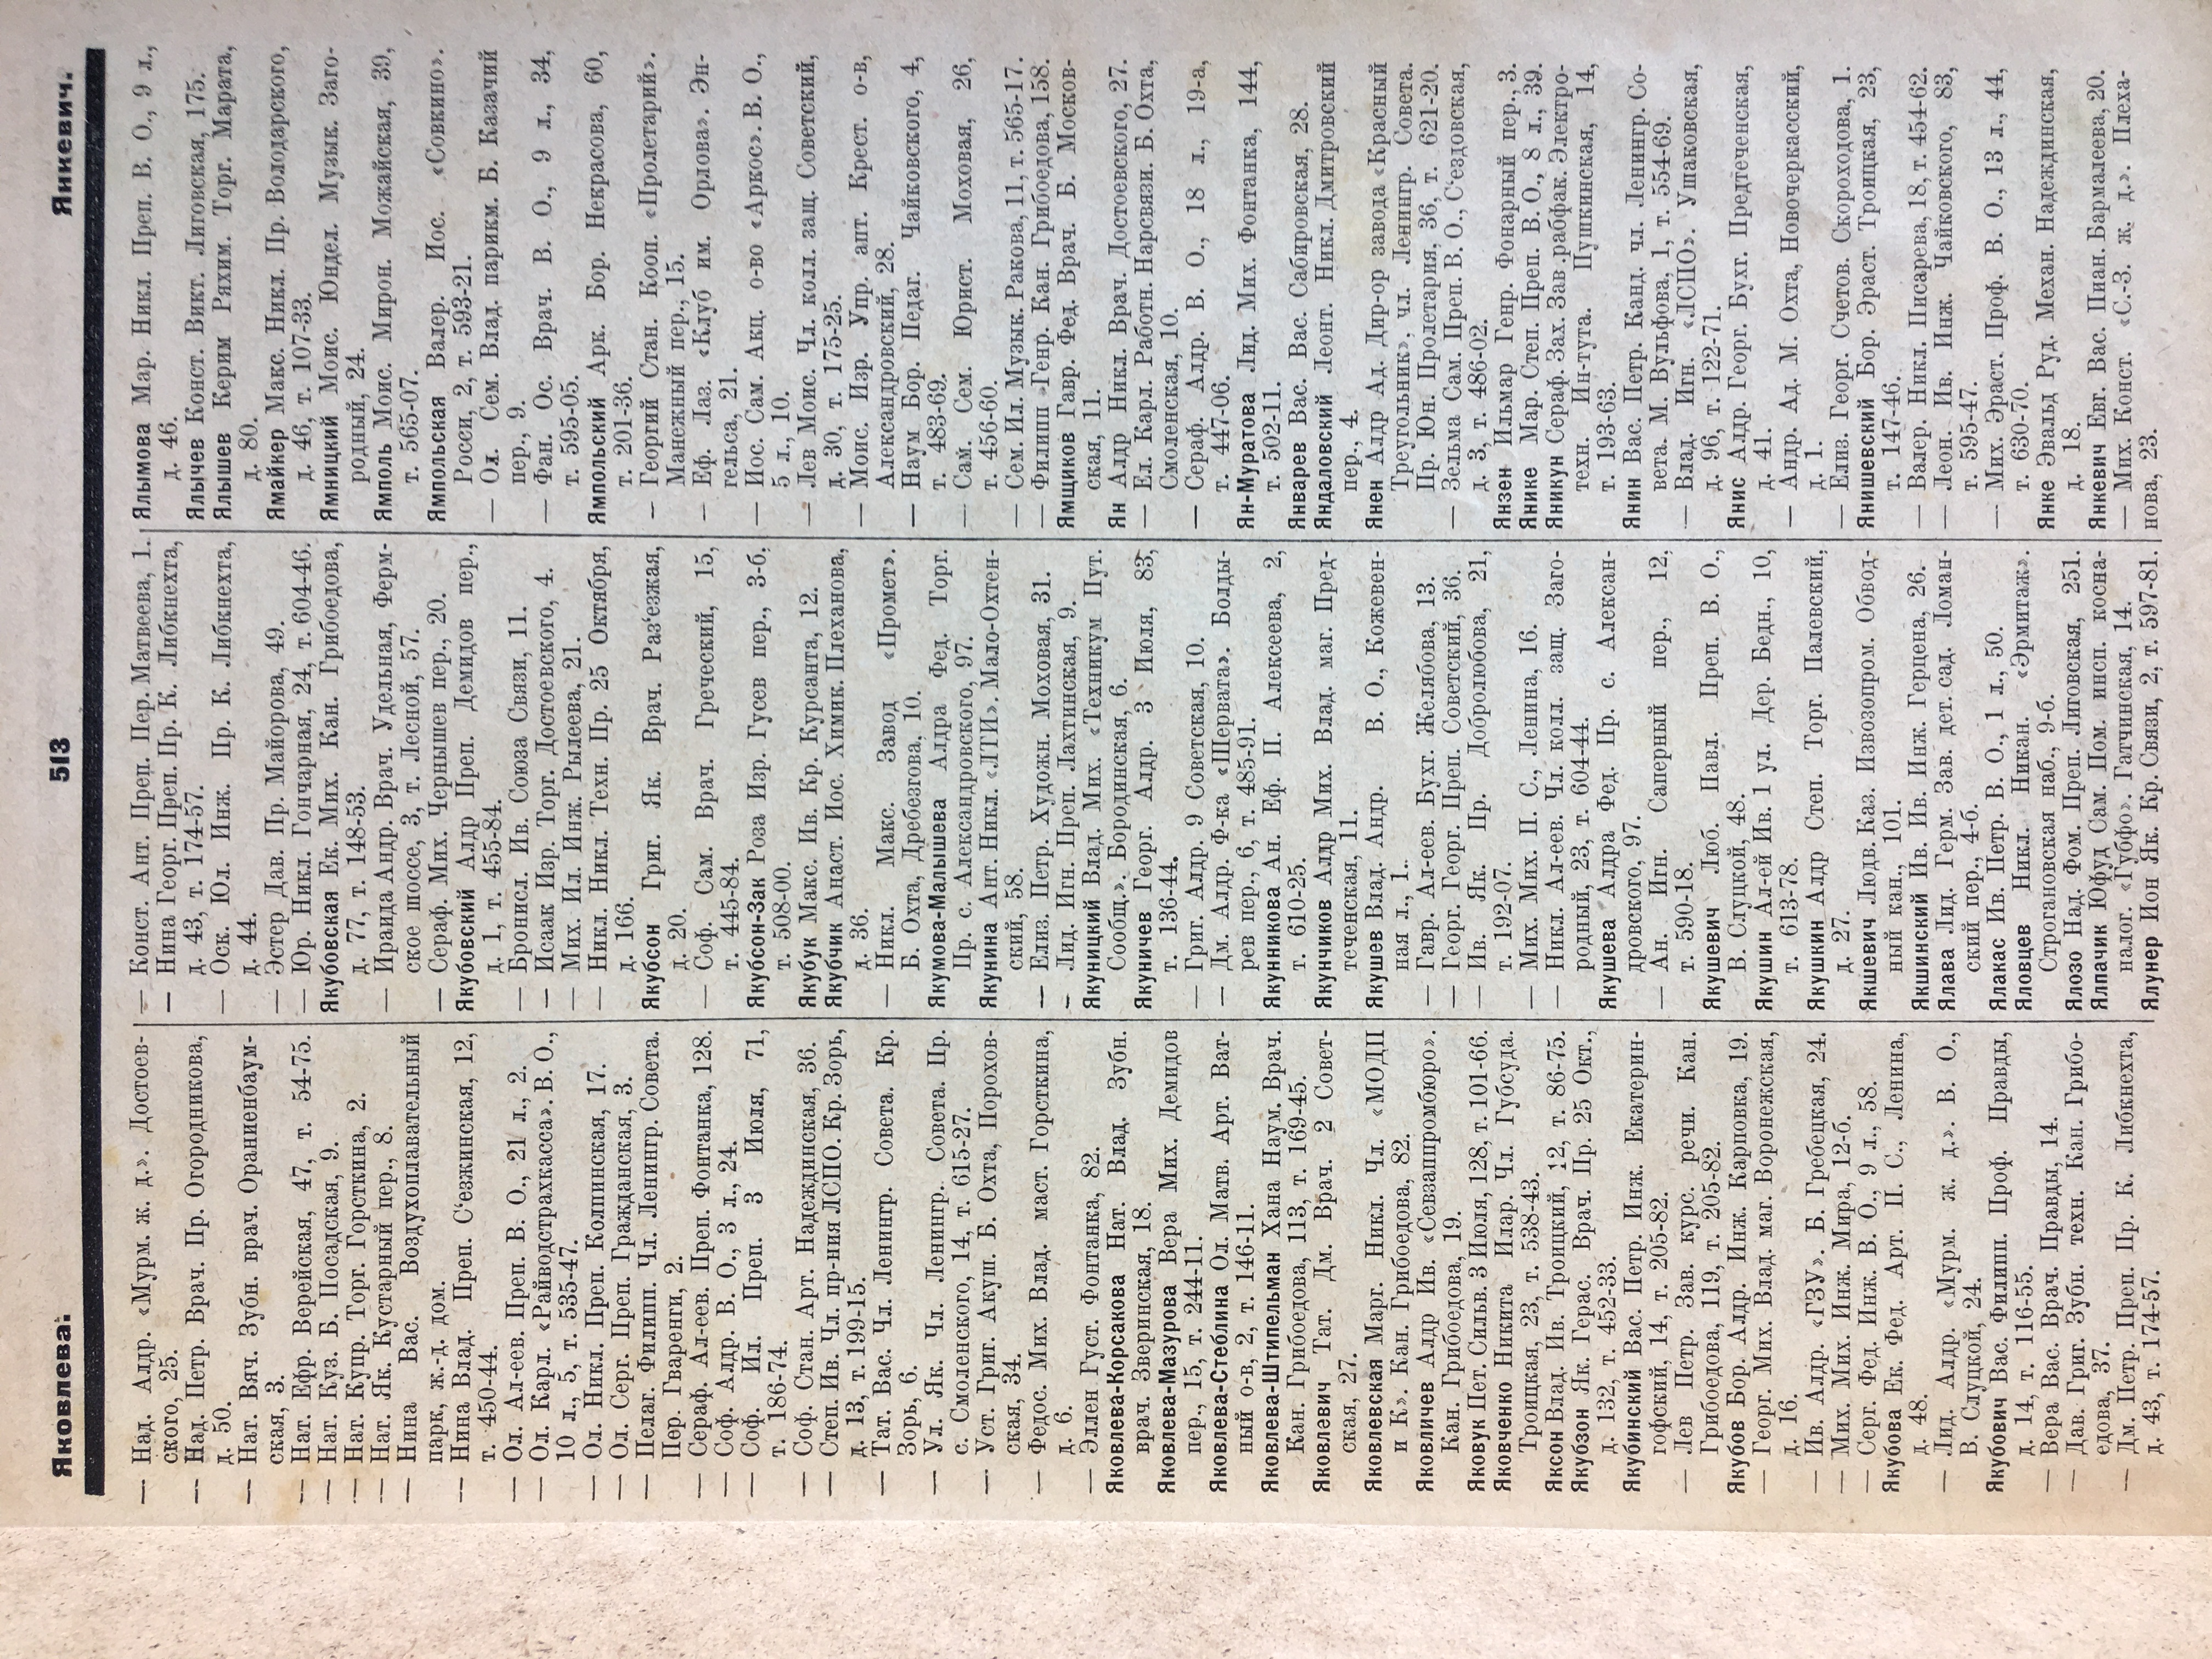 Яковлева. 513 Янкевич.
— Над. Алдр. «Мурм. ж. д.». Достоев-
ского, 25.
— Над. Петр. Врач. Пр. Огородникова,
д. 50.
— Нат. Вяч. Зубн. врач. Ораниенбаум-
ская, 3.
— Нат. Ефр. Верейская, 47, т. 54-75.
— Нат. Куз. Б. Посадская, 9.
— Нат. Купр. Торг. Горсткина, 2.
— Нат. Як. Кустарный пер., 8.
— Нина Вас. Воздухоплавательный
парк, ж.-д. дом.
— Нина Влад. Преп. С‘езжинская, 12,
т. 450-44.
— Ол. Ал-еев. Преп. В. О., 21 л., 2.
— Ол. Карл. «Райводстрахкасса». В. О.,
10 л., 5, т. 535-47.
— Ол. Никл. Преп. Колпинская, 17.
— Ол. Серг. Преп. Гражданская, 3.
— Пелаг. Филипп. Чл. Ленингр. Совета.
Пер. Гваренги, 2.
— Сераф. Ал-еев. Преп. Фонтанка, 128.
— Соф. Алдр. В. О., 3 л., 24.
— Соф. Ил. Преп. 3 Июля, 71,
т. 186-74.
— Соф. Стан. Арт. Надеждинская, 36.
— Степ. Ив. Чл. пр-ния ЛСПО. Кр. Зорь,
д. 13, т. 199-15.
— Тат. Вас. Чл. Ленингр. Совета. Кр.
Зорь, 6.
— Ул. Як. Чл. Ленингр. Совета. Пр.
с. Смоленского, 14, т. 615-27.
— Уст. Григ. Акуш. Б. Охта, Порохов-
ская, 34.
— Федос. Мих. Влад. маст. Горсткина,
д. 6.
— Эллен Густ. Фонтанка, 82.
Яковлева-Корсакова Нат. Влад. Зубн.
врач. Зверинская, 18.
Яковлева-Мазурова Вера Мих. Демидов
пер., 15, т. 244-11.
Яковлева-Стеблина Ол. Матв. Арт. Ват-
ный о-в, 2, т. 146-11.
Яковлева-Штипельман Хана Наум. Врач.
Кан. Грибоедова, 113, т. 169-45.
Яковлевич Тат. Дм. Врач. 2 Совет-
ская, 27.
Яковлевская Марг. Никл. Чл. «МОДП
и К». Кан. Грибоедова, 82.
Яковличев Алдр Ив. «Севзаппромбюро».
Кан. Грибоедова, 19.
Яковук Пет. Сильв. 3 Июля, 128, т. 101-66.
Яковченко Никита Илар. Чл. Губсуда.
Троицкая, 23, т. 538-43.
Яксон Влад. Ив. Троицкий, 12, т. 86-75.
Якубзон Як. Герас. Врач. Пр. 25 Окт.,
д. 132, т. 452-33.
Якубинский Вас. Петр. Инж. Екатерин-
гофский, 14, т. 205-82.
— Лев Петр. Зав. курс. речи. Кан.
Грибоедова, 119, т. 205-82.
Якубов Бор. Алдр. Инж. Карповка, 19.
— Георг. Мих. Влад. маг. Воронежская,
д. 16.
— Ив. Алдр. «ГЗУ». Б. Гребецкая, 24.
— Мих. Мих. Инж. Мира, 12-б.
— Серг. Фед. Инж. В. О., 9 л., 58.
Якубова Ек. Фед. Арт. П. С., Ленина,
д. 48.
— Лид. Алдр. «Мурм. ж. д.». В. О.,
В. Слуцкой, 24.
Якубович Вас. Филипп. Проф. Правды,
д. 14, т. 116-55.
— Вера Вас. Врач. Правды, 14.
— Дав. Григ. Зубн. техн. Кан. Грибо-
едова, 37.
— Дм. Петр. Преп. Пр. К. Либкнехта,
д. 43, т. 174-57.
— Конст. Ант. Преп. Пер. Матвеева, 1.
— Нина Георг. Преп. Пр. К. Либкнехта,
д. 43, т. 174-57.
— Оск. Юл. Инж. Пр. К. Либкнехта,
д. 44.
— Эстер Дав. Пр. Майорова, 49.
— Юр. Никл. Гончарная, 24, т. 604-46.
Якубовская Ек. Мих. Кан. Грибоедова,
д. 77, т. 148-53.
— Ираида Андр. Врач. Удельная, Ферм-
ское шоссе, 3, т. Лесной, 57.
— Сераф. Мих. Чернышев пер., 20.
Якубовский Алдр Преп. Демидов пер.,
д. 1, т. 455-84.
— Бронисл. Ив. Союза Связи, 11.
— Исаак Изр. Торг. Достоевского, 4.
— Мих. Ил. Инж. Рылеева, 21.
— Никл. Никл. Техн. Пр. 25 Октября,
д. 166.
Якубсон Григ. Як. Врач. Раз‘езжая,
д. 20.
— Соф. Сам. Врач. Греческий, 15,
т. 445-84.
Якубсон-Зак Роза Изр. Гусев пер., 3-б,
т. 508-00.
Якубук Макс. Ив. Кр. Курсанта, 12.
Якубчик Анаст. Иос. Химик. Плеханова,
д. 36.
— Никл. Макс. Завод «Промет».
Б. Охта, Дребезгова, 10.
Якумова-Малышева Алдра Фед. Торг.
Пр. с. Александровского, 97.
Якунина Ант. Никл. «ЛТИ». Мало-Охтен-
ский, 58.
— Елиз. Петр. Художн. Моховая, 31.
— Лид. Игн. Преп. Лахтинская, 9.
Якуницкий Влад. Мих. «Техникум Пут.
Сообщ.». Бородинская, 6.
Якуничев Георг. Алдр. 3 Июля, 83,
т. 136-44.
— Григ. Алдр. 9 Советская, 10.
— Дм. Алдр. Ф-ка «Шервата». Болды-
рев пер., 6, т. 485-91.
Якунникова Ан. Еф. П. Алексеева, 2,
т. 610-25.
Якунчиков Алдр Мих. Влад. маг. Пред-
теченская, 11.
Якушев Влад. Андр. В. О., Кожевен-
ная л., 1.
— Гавр. Ал-еев. Бухг. Желябова, 13.
— Георг. Георг. Преп. Советский, 36.
— Ив. Як. Пр. Добролюбова, 21,
т. 192-07.
— Мих. Мих. П. С., Ленина, 16.
— Никл. Ал-еев. Чл. колл. защ. Заго-
родный, 23, т. 604-44.
Якушева Алдра Фед. Пр. с. Алексан-
дровского, 97.
— Ан. Игн. Саперный пер., 12,
т. 590-18.
Якушевич Люб. Павл. Преп. В. О.,
В. Слуцкой, 48.
Якушин Ал-ей Ив. 1 ул. Дер. Бедн., 10,
т. 613-78.
Якушкин Алдр Степ. Торг. Палевский,
д. 27.
Якшевич Людв. Каз. Извозопром. Обвод-
ный кан., 101.
Якшинский Ив. Ив. Инж. Герцена, 26.
Ялава Лид. Герм. Зав. дет. сад. Ломан-
ский пер., 4-б.
Ялакас Ив. Петр. В. О., 1 л., 50.
Яловцев Никл. Никан. «Эрмитаж».
Строгановская наб., 9-б.
Ялозо Над. Фом. Преп. Лиговская, 251.
Ялпачик Юфуд Сам. Пом. инсп. косна-
налог. «Губфо». Гатчинская, 14.
Ялунер Ион Як. Кр. Связи, 2, т. 597-81.
Ялымова Мар. Никл. Преп. В. О., 9 л.,
д. 46.
Ялычев Конст. Викт. Лиговская, 175.
Ялышев Керим Ряхим. Торг. Марата,
д. 80.
Ямайкер Макс. Никл. Пр. Володарского,
д. 46, т. 107-33.
Ямницкий Моис. Юндел. Музык. Заго-
родный, 24.
Ямполь Моис. Мирон. Можайская, 39,
т. 565-07.
Ямпольская Валер. Иос. «Совкино».
Росси, 2, т. 593-21.
— Ол. Сем. Влад. парикм. Б. Казачий
пер., 9.
— Фан. Ос. Врач. В. О., 9 л., 34,
т. 595-05.
Ямпольский Арк. Бор. Некрасова, 60,
т. 201-36.
— Георгий Стан. Кооп. «Пролетарий».
Манежный пер., 15.
— Еф. Лаз. «Клуб им. Орлова». Эн-
гельса, 21.
— Иос. Сам. Акц. о-во «Аркос». В. О.,
5 л., 10.
— Лев Моис. Чл. колл. защ. Советский,
д. 30, т. 175-25.
— Моис. Изр. Упр. апт. Крест. о-в,
Александровский, 28.
— Наум Бор. Педаг. Чайковского, 4,
т. 483-69.
— Сам. Сем. Юрист. Моховая, 26,
т. 456-60.
— Сем. Ил. Музык. Ракова, 11, т. 565-17.
— Филипп Генр. Кан. Грибоедова, 158.
Ямщиков Гавр. Фед. Врач. Б. Москов-
ская, 11.
Ян Алдр Никл. Врач. Достоевского, 27.
— Ел. Карл. Работн. Нарсвязи. Б. Охта,
Смоленская, 10.
— Сераф. Алдр. В. О., 18 л., 19-а,
т. 447-06.
Ян-Муратова Лид. Мих. Фонтанка, 144,
т. 502-11.
Январев Вас. Вас. Сабировская, 28.
Яндаловский Леонт. Никл. Дмитровский
пер., 4.
Янен Алдр Ад. Дир-ор завода «Красный
Треугольник», чл. Ленингр. Совета.
Пр. Юн. Пролетария, 36, т. 621-20.
— Зельма Сам. Преп. В. О., С‘ездовская,
д. 3, т. 486-02.
Янзен Ильмар Генр. Фонарный пер., 3.
Янике Мар. Степ. Преп. В. О., 8 л., 39.
Яникун Сераф. Зах. Зав .рабфак. Электро-
техн. Ин-тута. Пушкинская, 14,
т. 193-63.
Янин Вас. Петр. Канд. чл. Ленингр. Со-
вета. М. Вульфова, 1, т. 554-69.
— Влад. Игн. «ЛСПО». Ушаковская,
д. 96, т. 122-71.
Янис Алдр. Георг. Бухг. Предтеченская,
д. 41.
— Андр. Ад. М. Охта, Новочеркасский,
д. 1.
— Елиз. Георг. Счетов. Скороходова, 1.
Янишевский Бор. Эраст. Троицкая, 23,
т. 147-46.
— Валер. Никл. Писарева, 18, т. 454-62.
— Леон. Ив. Инж. Чайковского, 83,
т. 595-47.
— Мих. Эраст. Проф. В. О., 13 л., 44,
т. 630-70.
Янке Эвальд Руд. Механ. Надеждинская,
д. 18.
Янкевич Евг. Вас. Пиан. Бармалеева, 20.
— Мих. Конст. «С.-З. ж. д.». Плеха-
нова, 23.